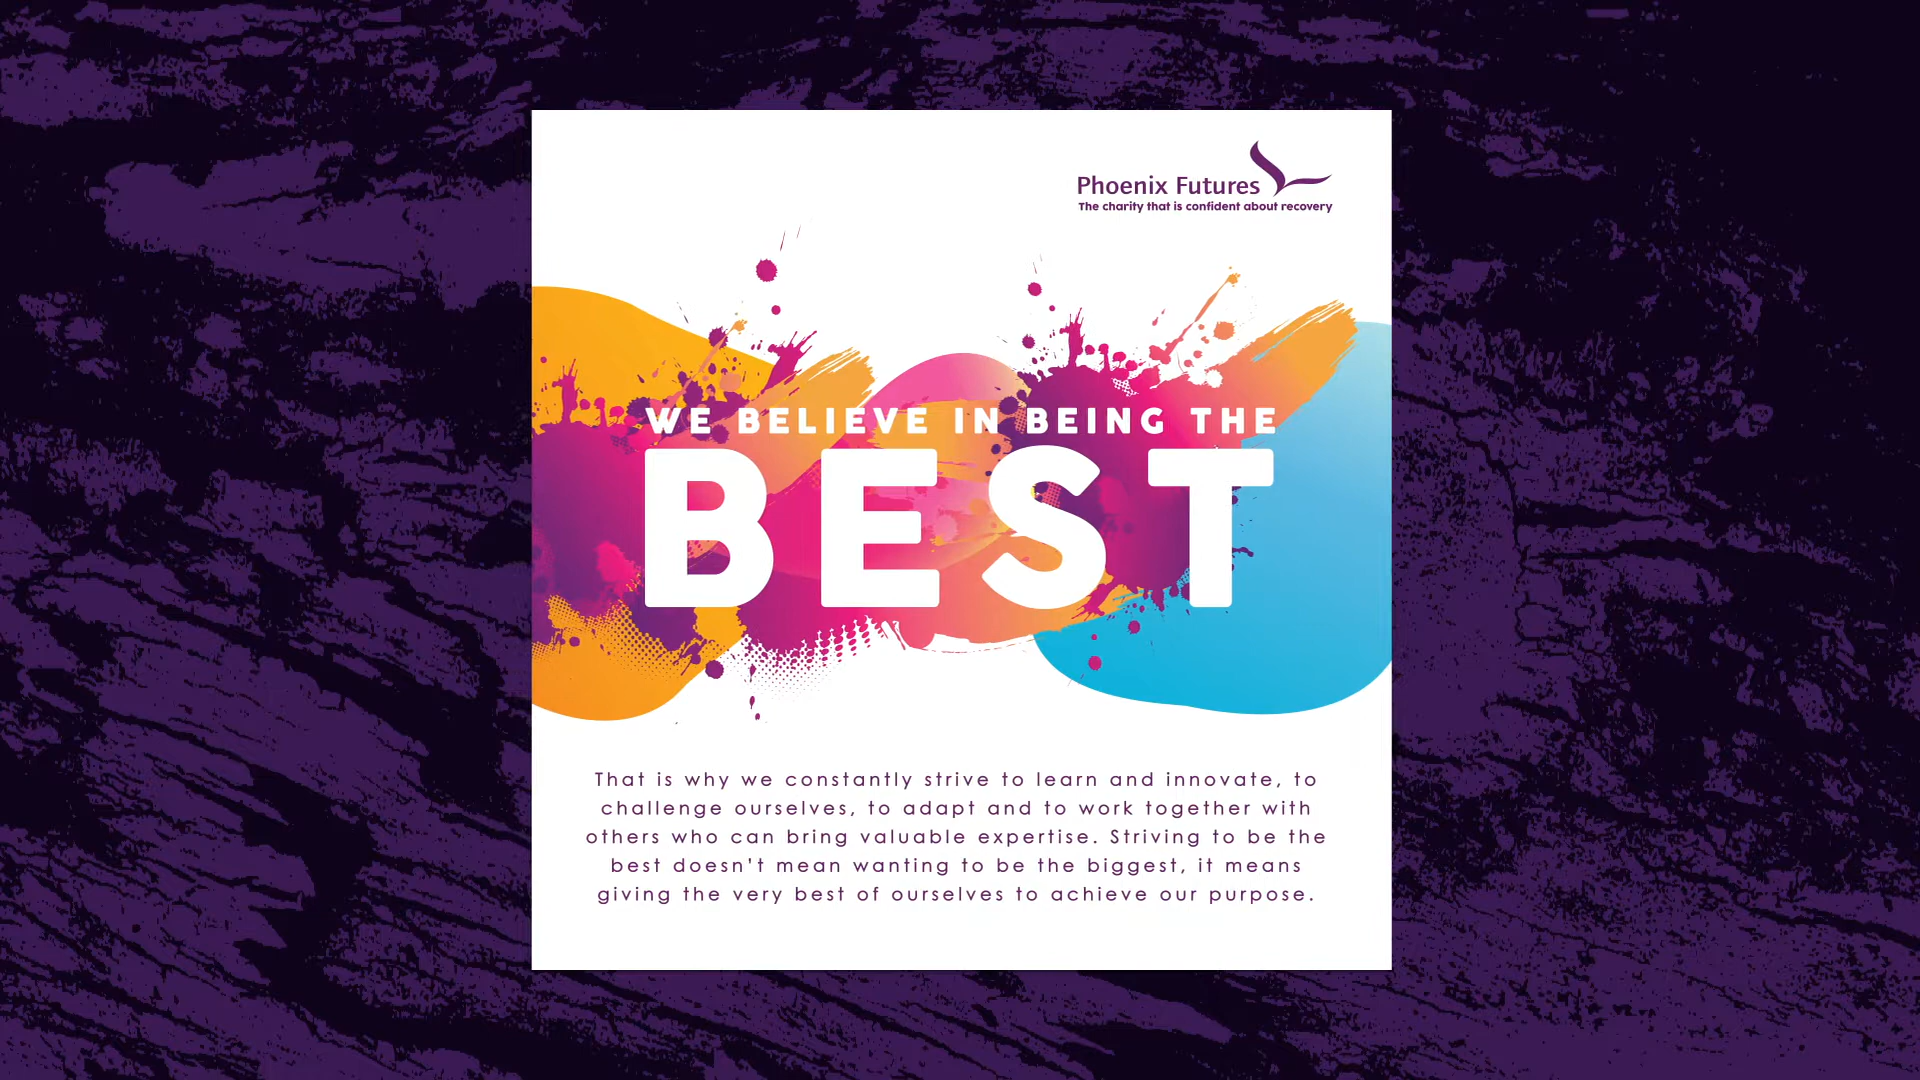 Phoenix Futures
The charity that is confident about recovery
WE BELIEVE IN BEING THE
BEST
That is why we constantly strive to learn and innovate, to
challenge ourselves, to adapt and to work together with
others who can bring valuable expertise. Striving to be the
best doesn't mean wanting to be the biggest, it means
giving the very best of ourselves to achieve our purpose.